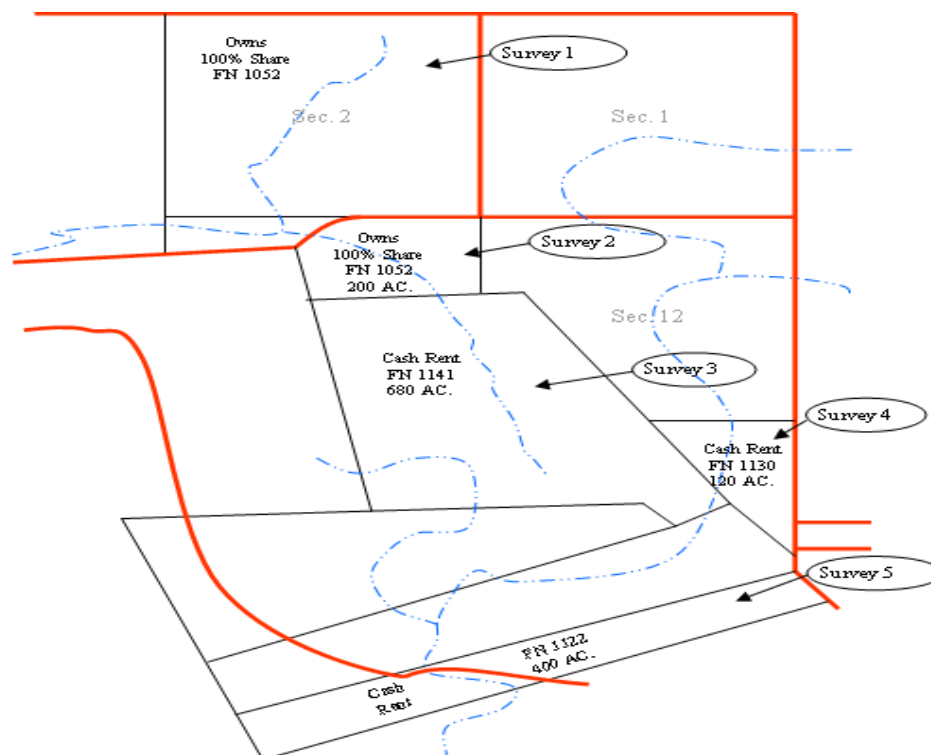 Owns
100% Share
FN 1052
Survey 1
Sec. 2
Sec. 1
Owns
100% Share
FN 1052
200 AC.
Survey 2
Sec. 12
Cash Rent
FN 1141
680 AC.
Survey 3
Survey 4
Cash Rent
FN 1130
120 AC.
Survey 5
FN 1122
400 AC.
Cash
Rent